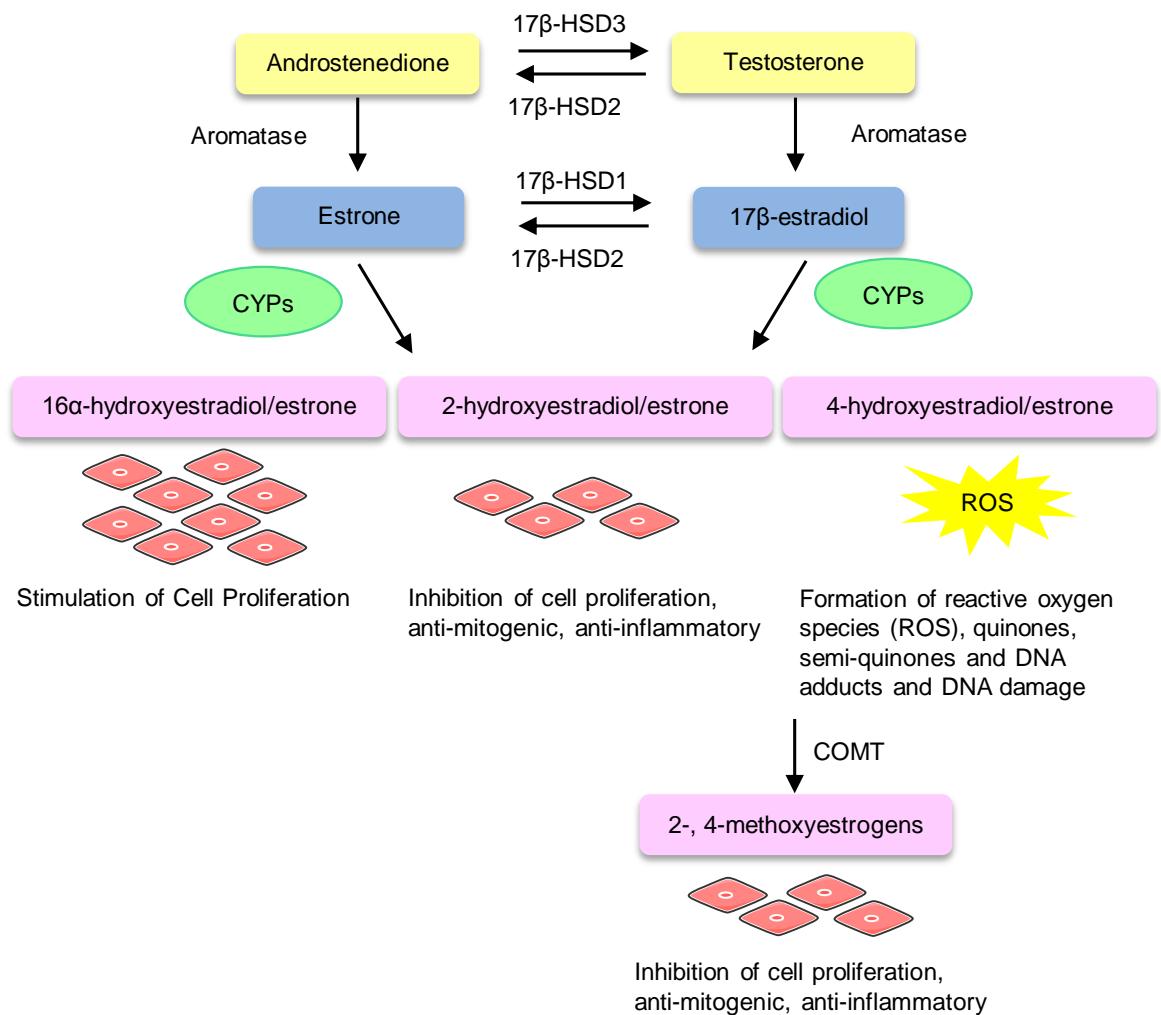 17β-HSD3
Androstenedione
Testosterone
17β-HSD2
Aromatase
Aromatase
17β-HSD1
Estrone
17β-estradiol
17β-HSD2
CYPs
CYPs
16α-hydroxyestradiol/estrone
2-hydroxyestradiol/estrone
4-hydroxyestradiol/estrone
ROS
Stimulation of Cell Proliferation
Inhibition of cell proliferation,
anti-mitogenic, anti-inflammatory
Formation of reactive oxygen
species (ROS), quinones,
semi-quinones and DNA
adducts and DNA damage
COMT
2-, 4-methoxyestrogens
Inhibition of cell proliferation,
anti-mitogenic, anti-inflammatory